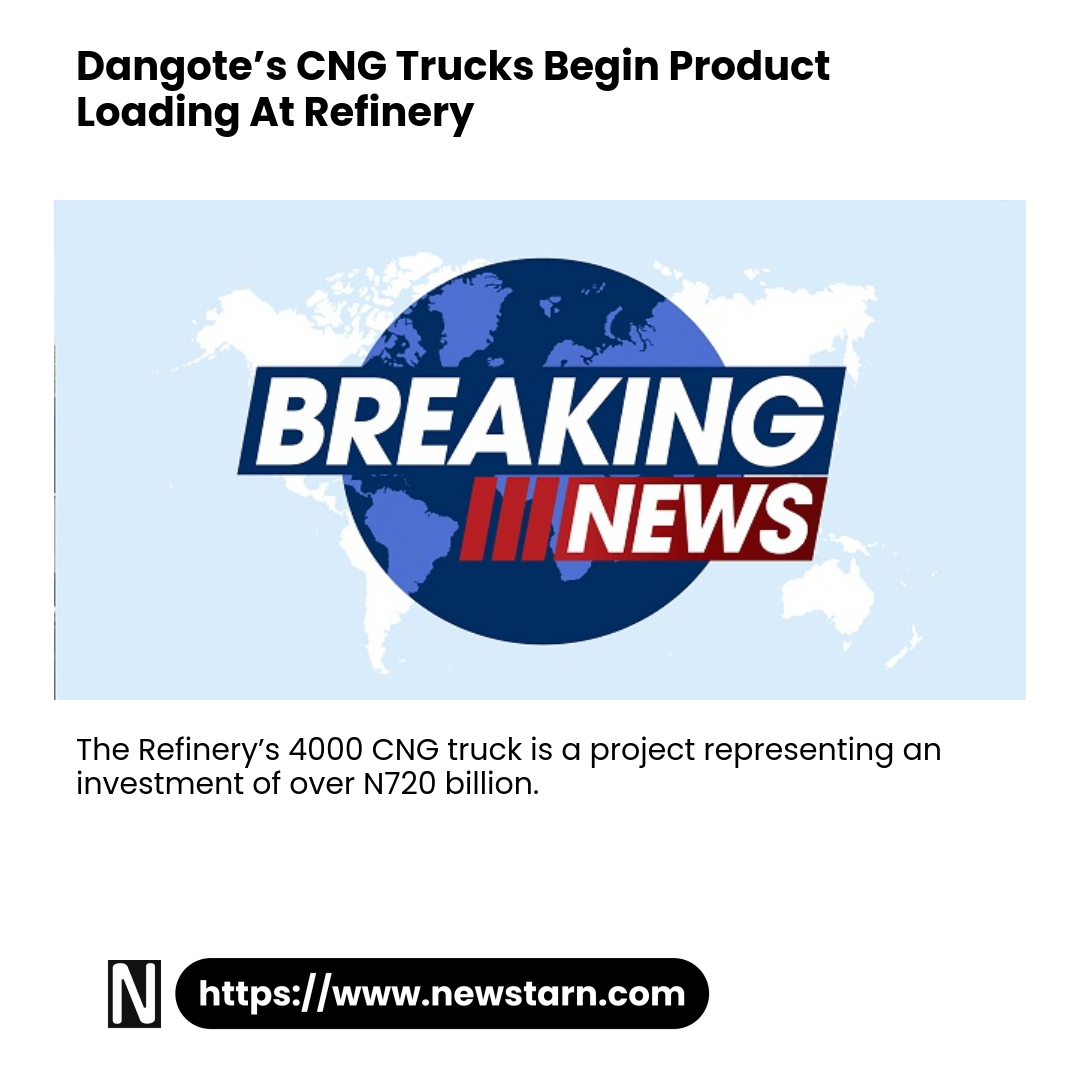 Dangote’s CNG Trucks Begin Product
Loading At Refinery
BREAKING
NEWS
The Refinery’s 4000 CNG truck is a project representing an
investment of over N720 billion.
N
https://www.newstarn.com